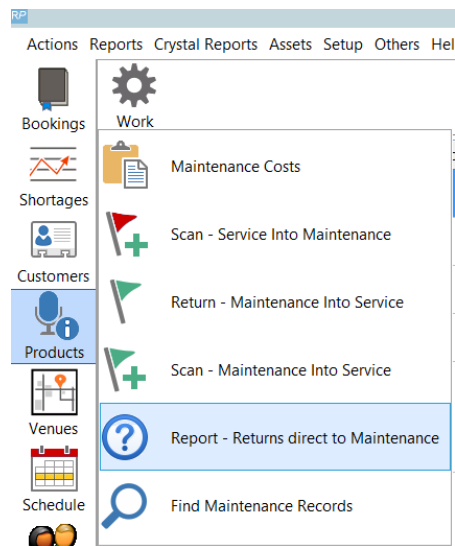 RP
Actions Reports Crystal Reports Assets Setup Others Hel
Bookings
Work
Shortages
Customers
Products
Venues
Schedule
Maintenance Costs
Scan - Service Into Maintenance
Return - Maintenance Into Service
Scan - Maintenance Into Service
Report - Returns direct to Maintenance
Find Maintenance Records